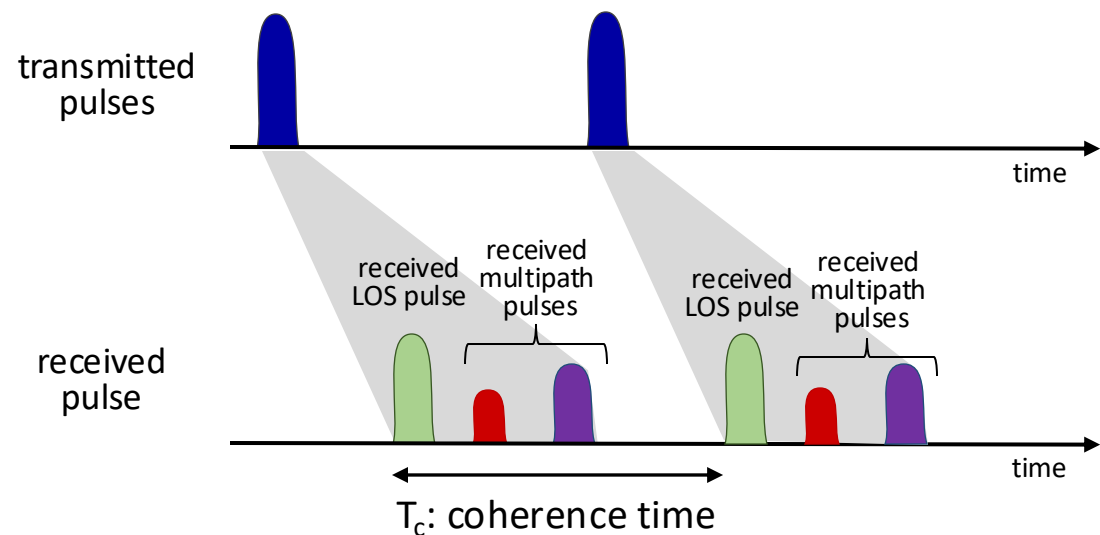 transmitted
pulses
time
received
LOS pulse
received
multipath
pulses
received
LOS pulse
received
multipath
pulses
received
pulse
time
Tc: coherence time